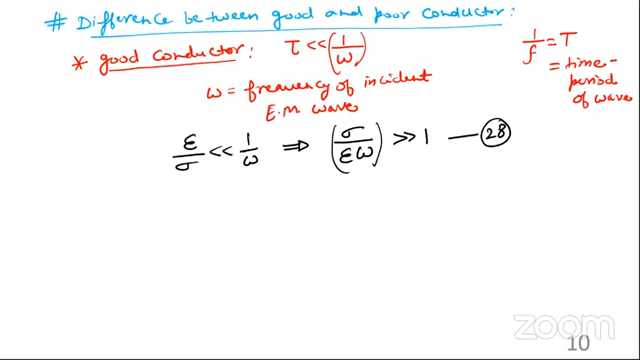 # Difference between good and poor conductor:
* good conductor: τ << (1/ω)
ω = frequency of incident
E.M wave
1/f = T
= time-
period
of wave
ε/σ << 1/ω ⇒ (σ/εω) >> 1 — (28)
zoom
10